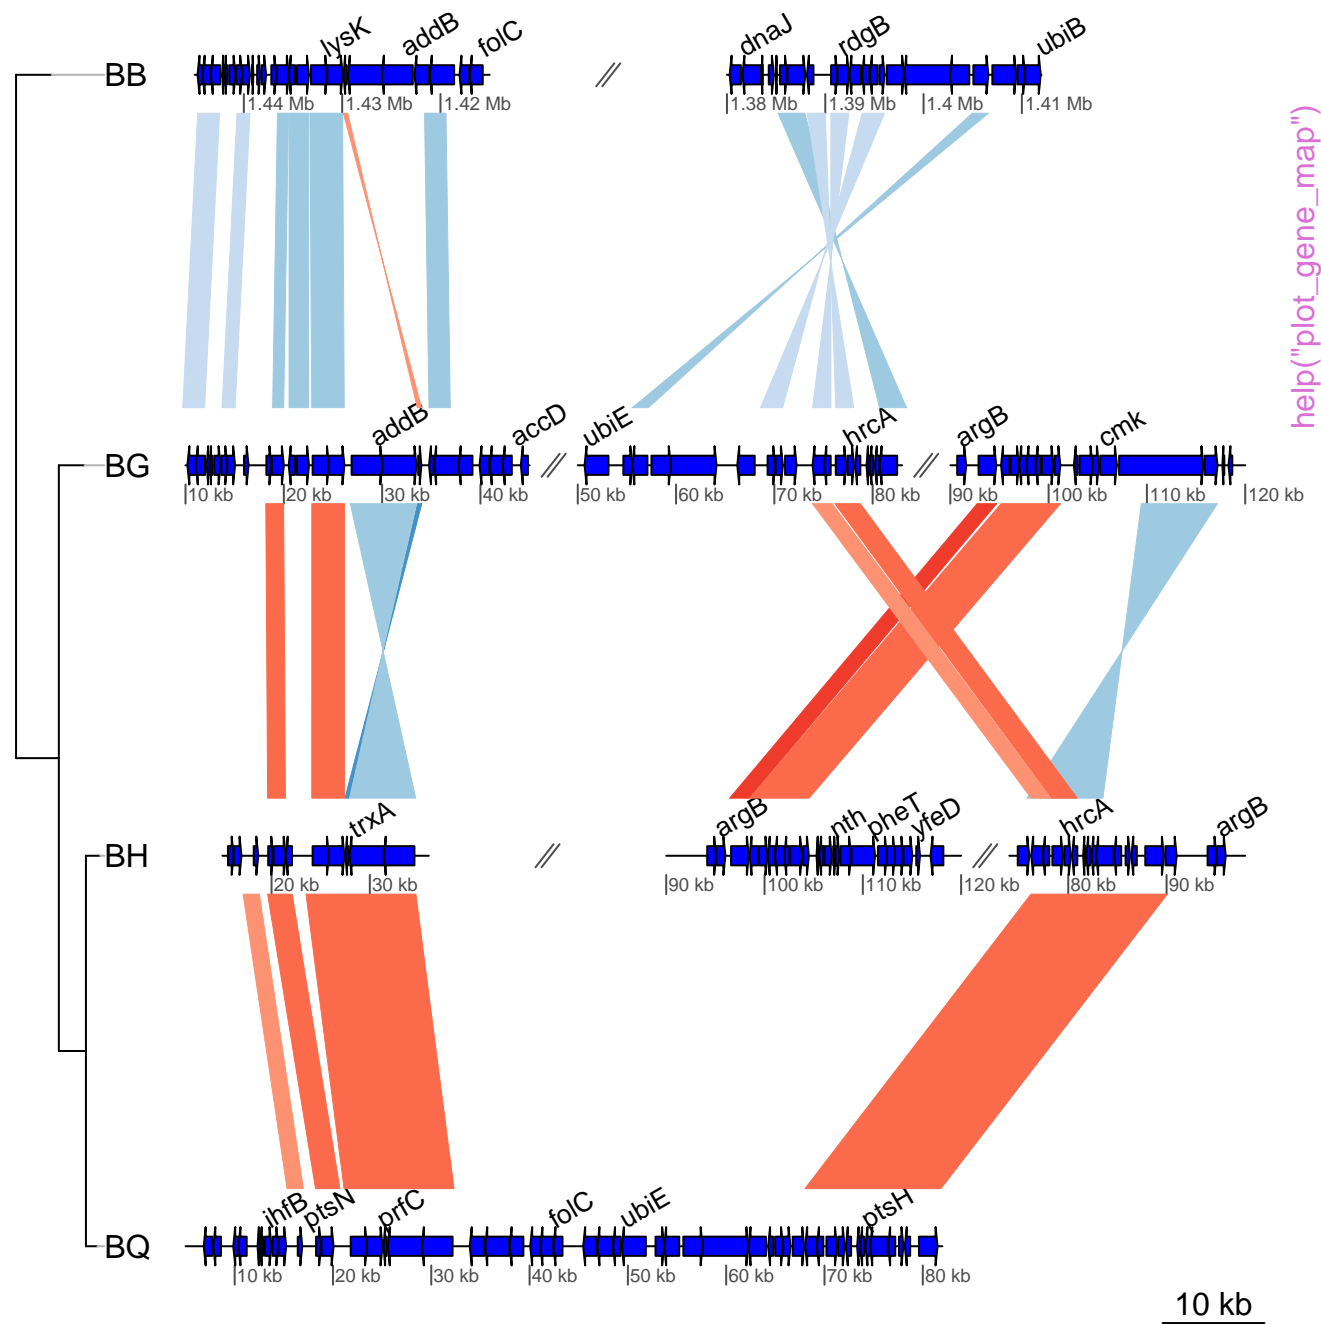 lysK addB folC dnaJ rdgB ubiB
BB
1.44 Mb 1.43 Mb 1.42 Mb 1.38 Mb 1.39 Mb 1.4 Mb 1.41 Mb
help("plot_gene_map")
addB accD ubiE hrcA argB cmk
BG
10 kb 20 kb 30 kb 40 kb 50 kb 60 kb 70 kb 80 kb 90 kb 100 kb 110 kb 120 kb
trxA argB nth pheT yfeD hrcA argB
BH
20 kb 30 kb 90 kb 100 kb 110 kb 120 kb 80 kb 90 kb
ihfB ptsN prfC folC ubiE ptsH
BQ
10 kb 20 kb 30 kb 40 kb 50 kb 60 kb 70 kb 80 kb
10 kb